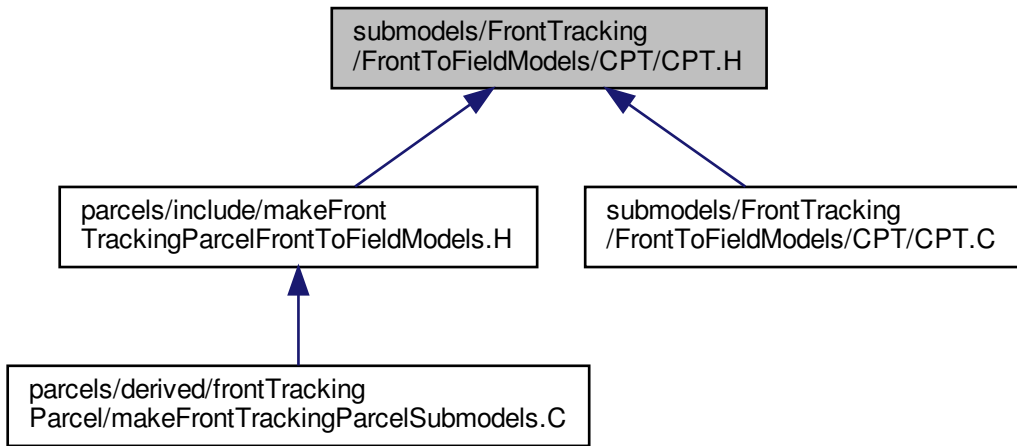 submodels/FrontTracking
/FrontToFieldModels/CPT/CPT.H
parcels/include/makeFront
TrackingParcelFrontToFieldModels.H
submodels/FrontTracking
/FrontToFieldModels/CPT/CPT.C
parcels/derived/frontTracking
Parcel/makeFrontTrackingParcelSubmodels.C